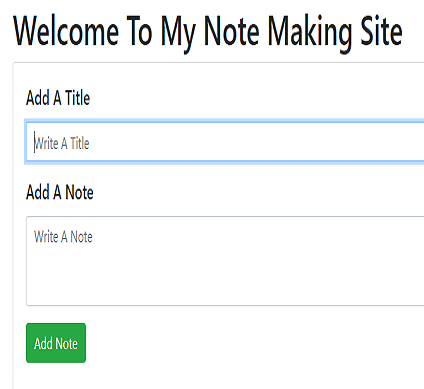 Welcome To My Note Making Site
Add A Title
Write A Title
Add A Note
Write A Note
Add Note